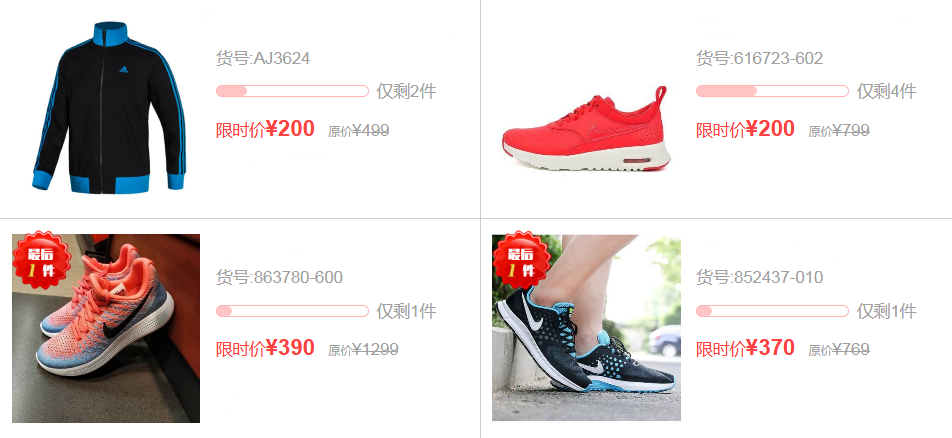 货号:AJ3624
仅剩2件
限时价¥200 原价¥499
货号:616723-602
仅剩4件
限时价¥200 原价¥799
最后
1 件
货号:863780-600
仅剩1件
限时价¥390 原价¥1299
最后
1 件
货号:852437-010
仅剩1件
限时价¥370 原价¥769